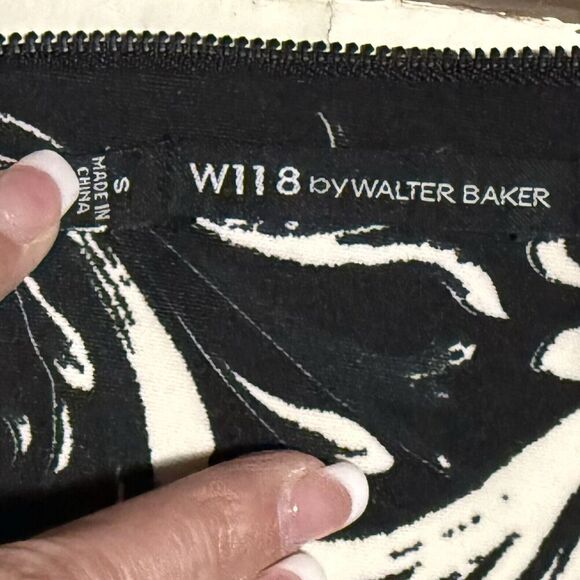 W118 by WALTER BAKER
S
MADE IN
CHINA